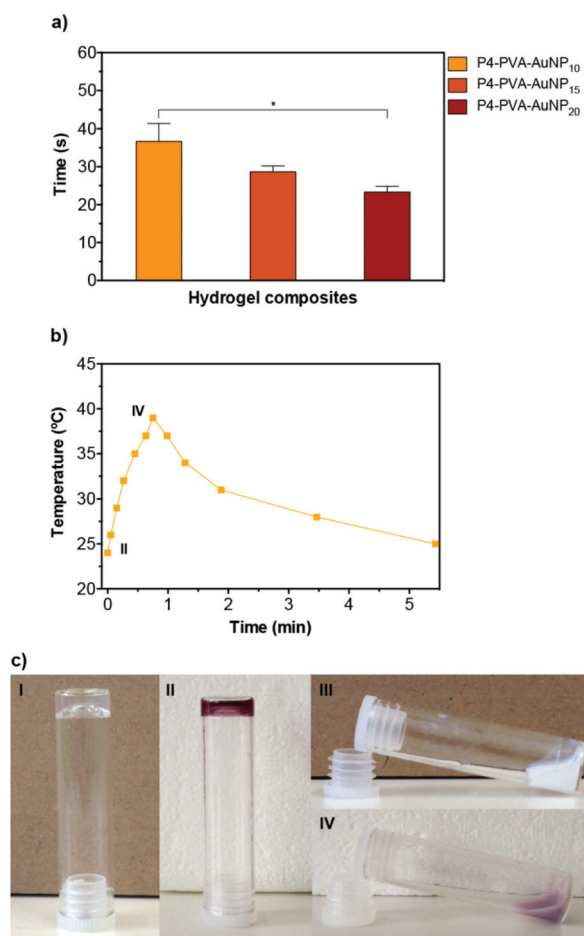 a)
P4-PVA-AuNP₁₀
P4-PVA-AuNP₁₅
P4-PVA-AuNP₂₀
*
60
50
40
30
20
10
0
Time (s)
Hydrogel composites
b)
45
40
35
30
25
20
Temperature (ºC)
IV
II
0 1 2 3 4 5
Time (min)
c)
I
II
III
IV